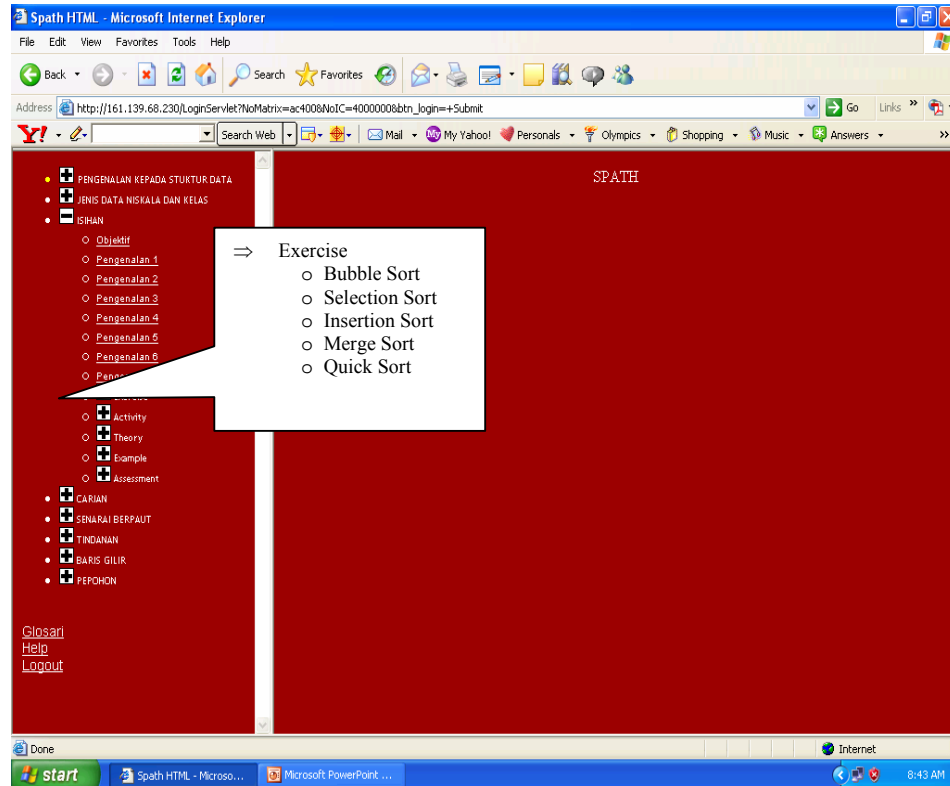 Spath HTML - Microsoft Internet Explorer
File Edit View Favorites Tools Help
Back Search Favorites
Address http://161.139.68.230/LoginServlet?NoMatrix=ac4008&NoIC=4000000&btn_login=+Submit Go Links »
Y! Search Web Mail My Yahoo! Personals Olympics Shopping Music Answers »
SPATH
PENGENALAN KEPADA STUKTUR DATA
JENIS DATA NISKALA DAN KELAS
ISIHAN
Objektif
Pengenalan 1
Pengenalan 2
Pengenalan 3
Pengenalan 4
Pengenalan 5
Pengenalan 6
⇒ Exercise
o Bubble Sort
o Selection Sort
o Insertion Sort
o Merge Sort
o Quick Sort
Activity
Theory
Example
Assessment
CARIAN
SENARAI BERPAUT
TINDANAN
BARIS GILIR
PEPOHON
Glosari
Help
Logout
Done Internet
start Spath HTML - Microso... Microsoft PowerPoint ... 8:43 AM